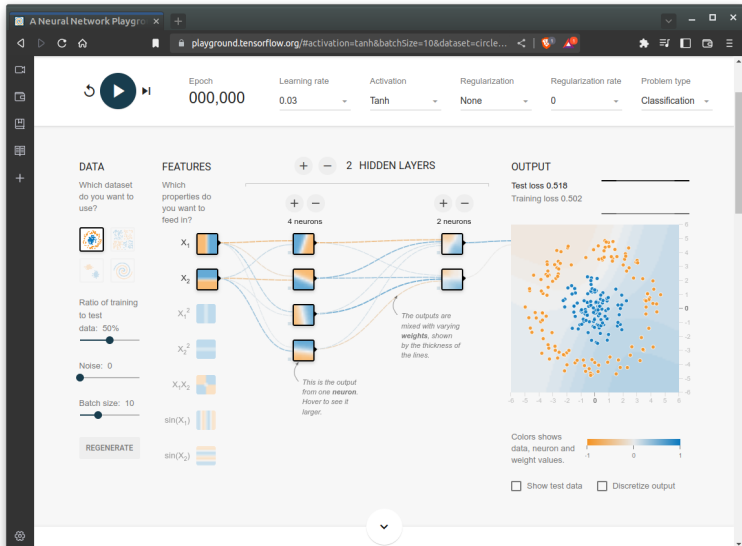 A Neural Network Playgro
playground.tensorflow.org/#activation=tanh&batchSize=10&dataset=circle...
Epoch
000,000
Learning rate
0.03
Activation
Tanh
Regularization
None
Regularization rate
0
Problem type
Classification
DATA
Which dataset
do you want to
use?
Ratio of training
to test
data: 50%
Noise: 0
Batch size: 10
REGENERATE
FEATURES
Which
properties do
you want to
feed in?
X1
X2
X1²
X2²
X1X2
sin(X1)
sin(X2)
+ − 2 HIDDEN LAYERS
+ −
4 neurons
+ −
2 neurons
This is the output
from one neuron.
Hover to see it
larger.
The outputs are
mixed with varying
weights, shown
by the thickness of
the lines.
OUTPUT
Test loss 0.518
Training loss 0.502
6
5
4
3
2
1
0
-1
-2
-3
-4
-5
-6
-6 -5 -4 -3 -2 -1 0 1 2 3 4 5 6
Colors shows
data, neuron and
weight values.
-1 0 1
Show test data
Discretize output